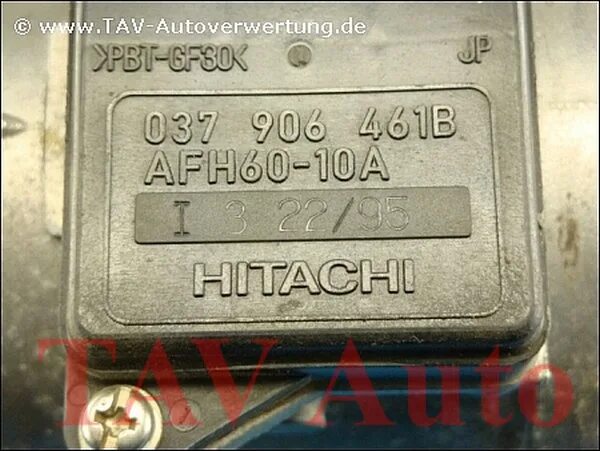 © www.TAV-Autoverwertung.de
>PBT-GF30< JP
037 906 461B
AFH60-10A
I 3 22/95
HITACHI
TAV Auto